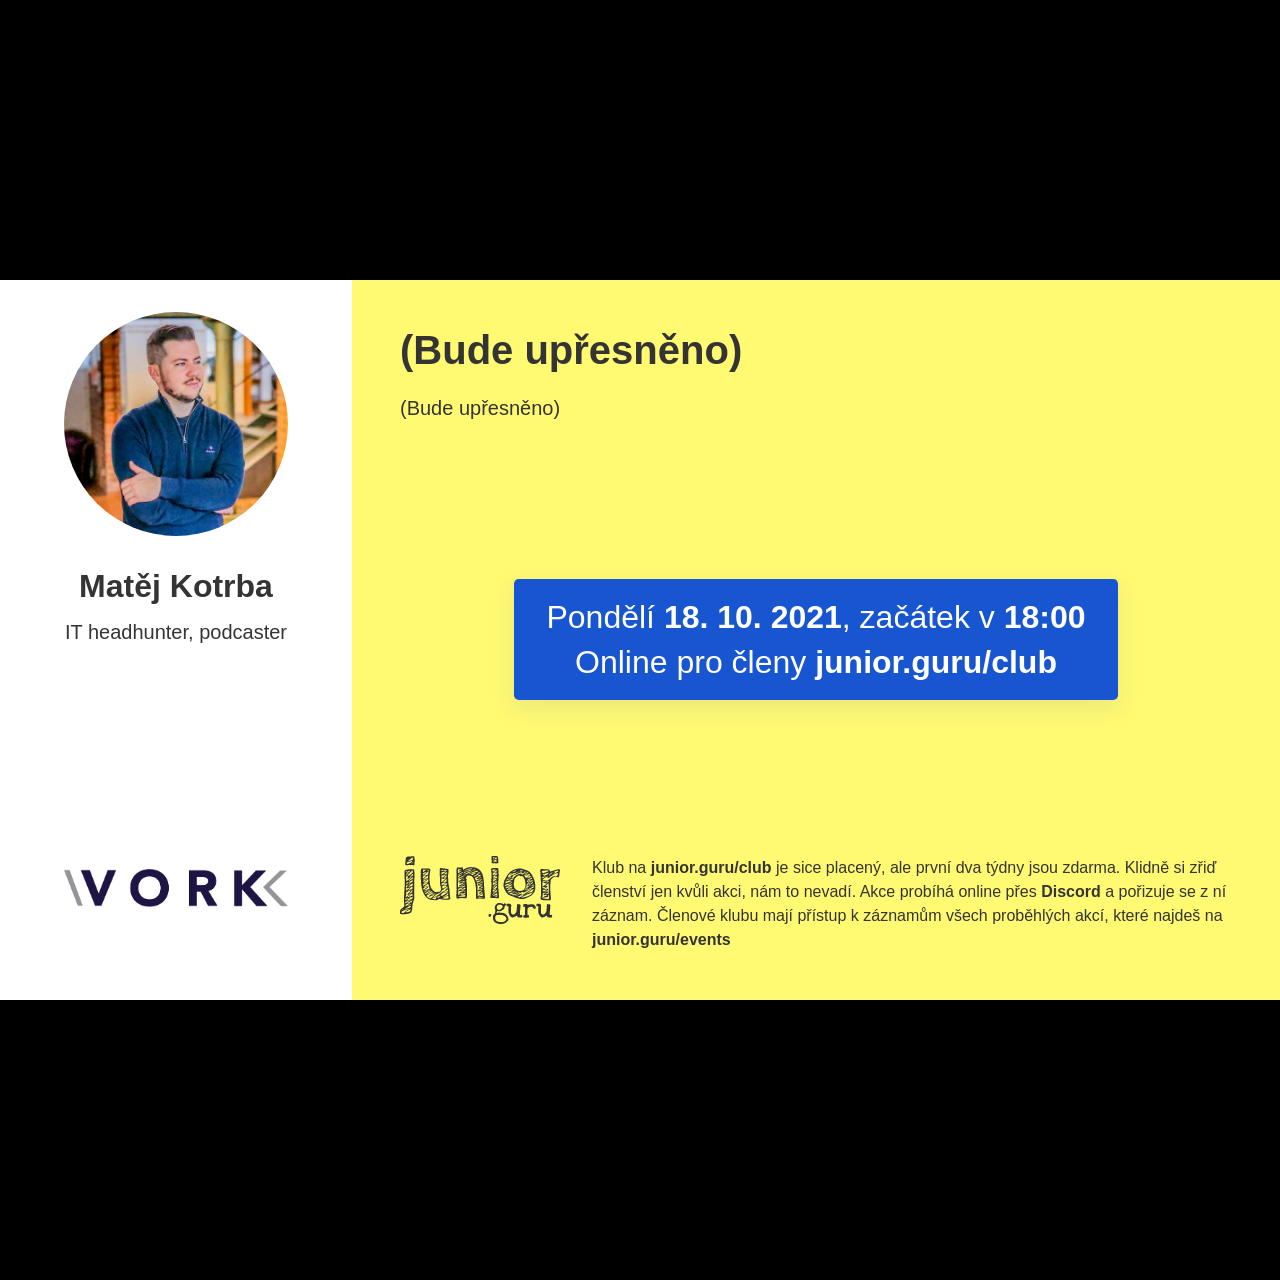 (Bude upřesněno)
(Bude upřesněno)
Matěj Kotrba
IT headhunter, podcaster
Pondělí 18. 10. 2021, začátek v 18:00
Online pro členy junior.guru/club
VORK
junior
.guru
Klub na junior.guru/club je sice placený, ale první dva týdny jsou zdarma. Klidně si zřiď
členství jen kvůli akci, nám to nevadí. Akce probíhá online přes Discord a pořizuje se z ní
záznam. Členové klubu mají přístup k záznamům všech proběhlých akcí, které najdeš na
junior.guru/events